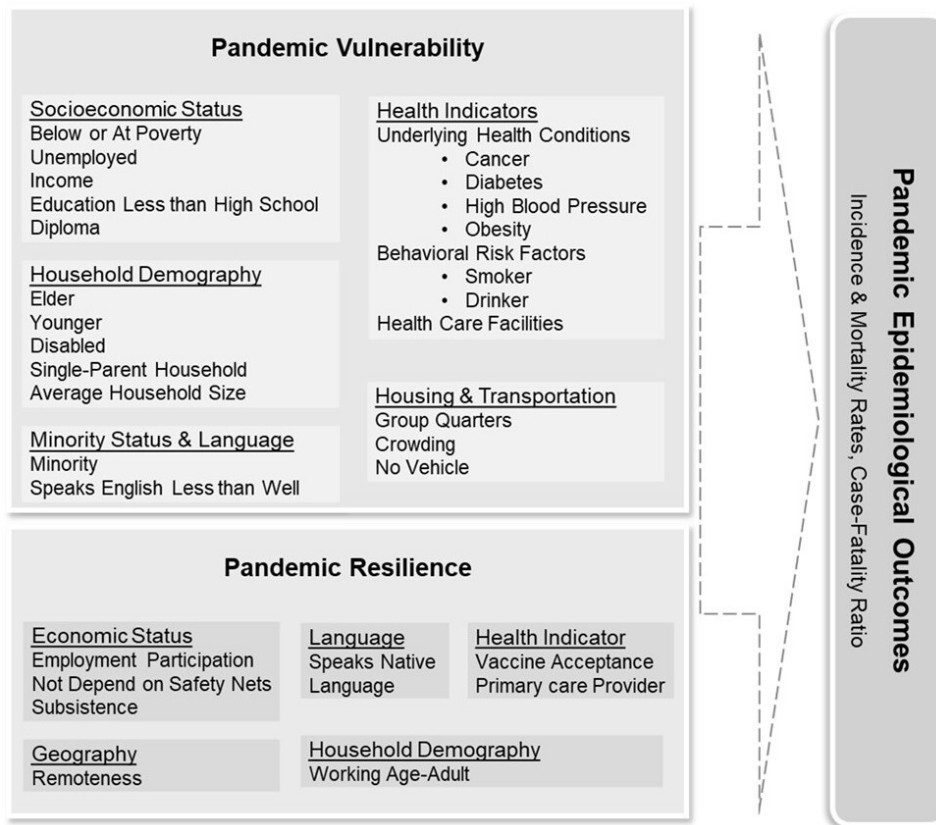 Pandemic Vulnerability
Socioeconomic Status
Below or At Poverty
Unemployed
Income
Education Less than High School
Diploma
Household Demography
Elder
Younger
Disabled
Single-Parent Household
Average Household Size
Minority Status & Language
Minority
Speaks English Less than Well
Health Indicators
Underlying Health Conditions
• Cancer
• Diabetes
• High Blood Pressure
• Obesity
Behavioral Risk Factors
• Smoker
• Drinker
Health Care Facilities
Housing & Transportation
Group Quarters
Crowding
No Vehicle
Pandemic Resilience
Economic Status
Employment Participation
Not Depend on Safety Nets
Subsistence
Language
Speaks Native
Language
Health Indicator
Vaccine Acceptance
Primary care Provider
Geography
Remoteness
Household Demography
Working Age-Adult
Pandemic Epidemiological Outcomes
Incidence & Mortality Rates, Case-Fatality Ratio